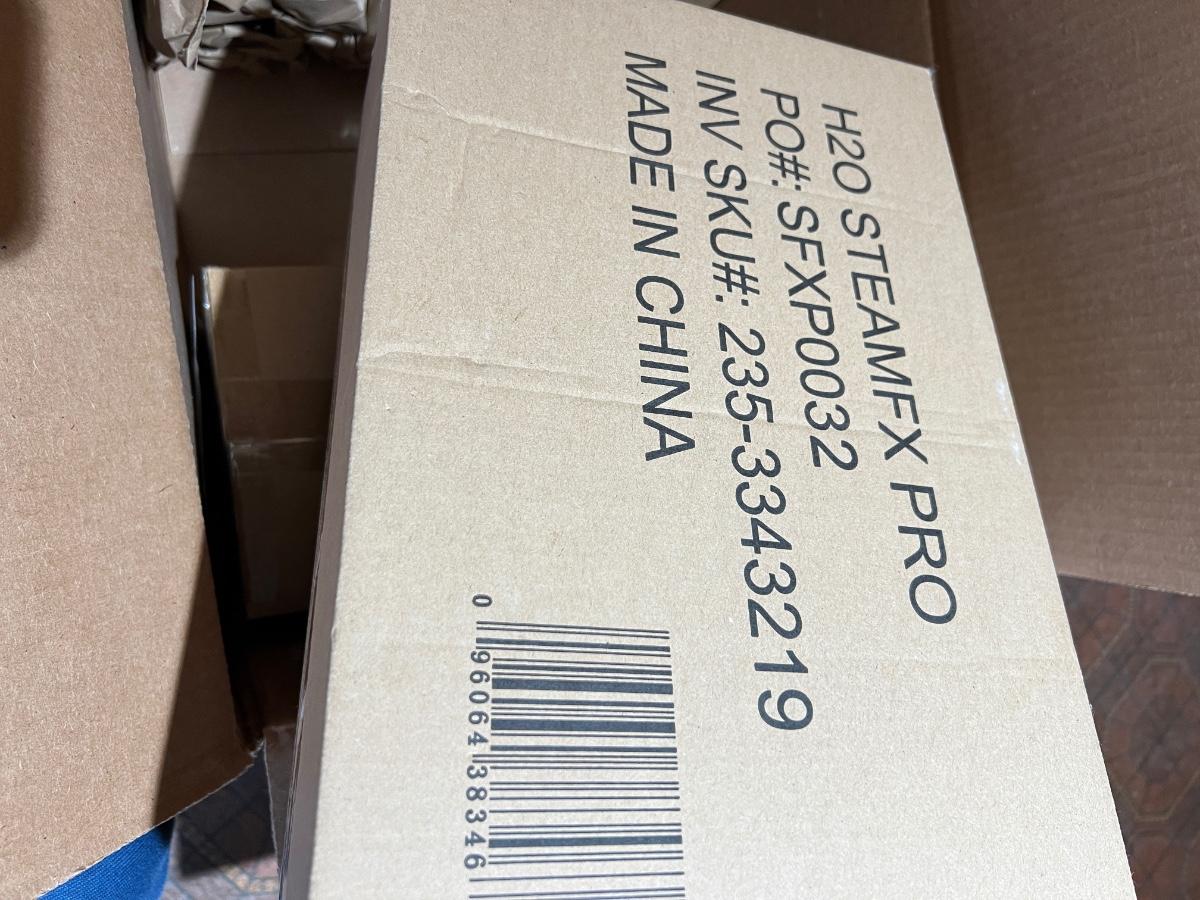 H2O STEAMFX PRO
PO#: SFXP0032
INV SKU#: 235-3343219
MADE IN CHINA
0 96064 38346